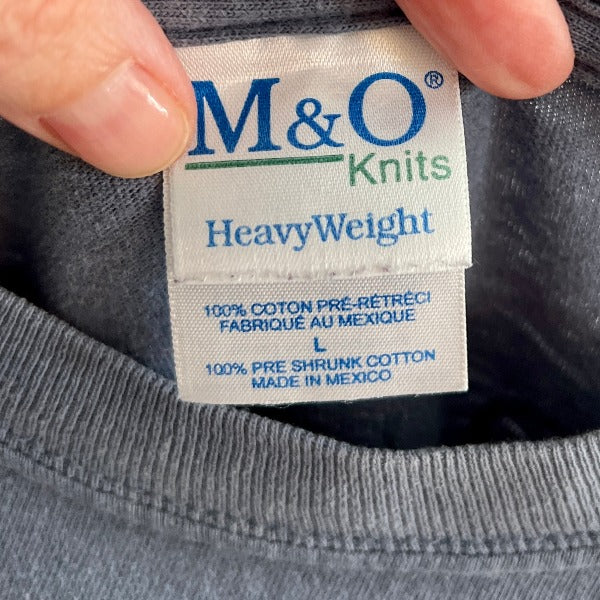 M&O®
Knits
HeavyWeight
100% COTON PRÉ-RÉTRÉCI
FABRIQUÉ AU MEXIQUE
L
100% PRE SHRUNK COTTON
MADE IN MEXICO